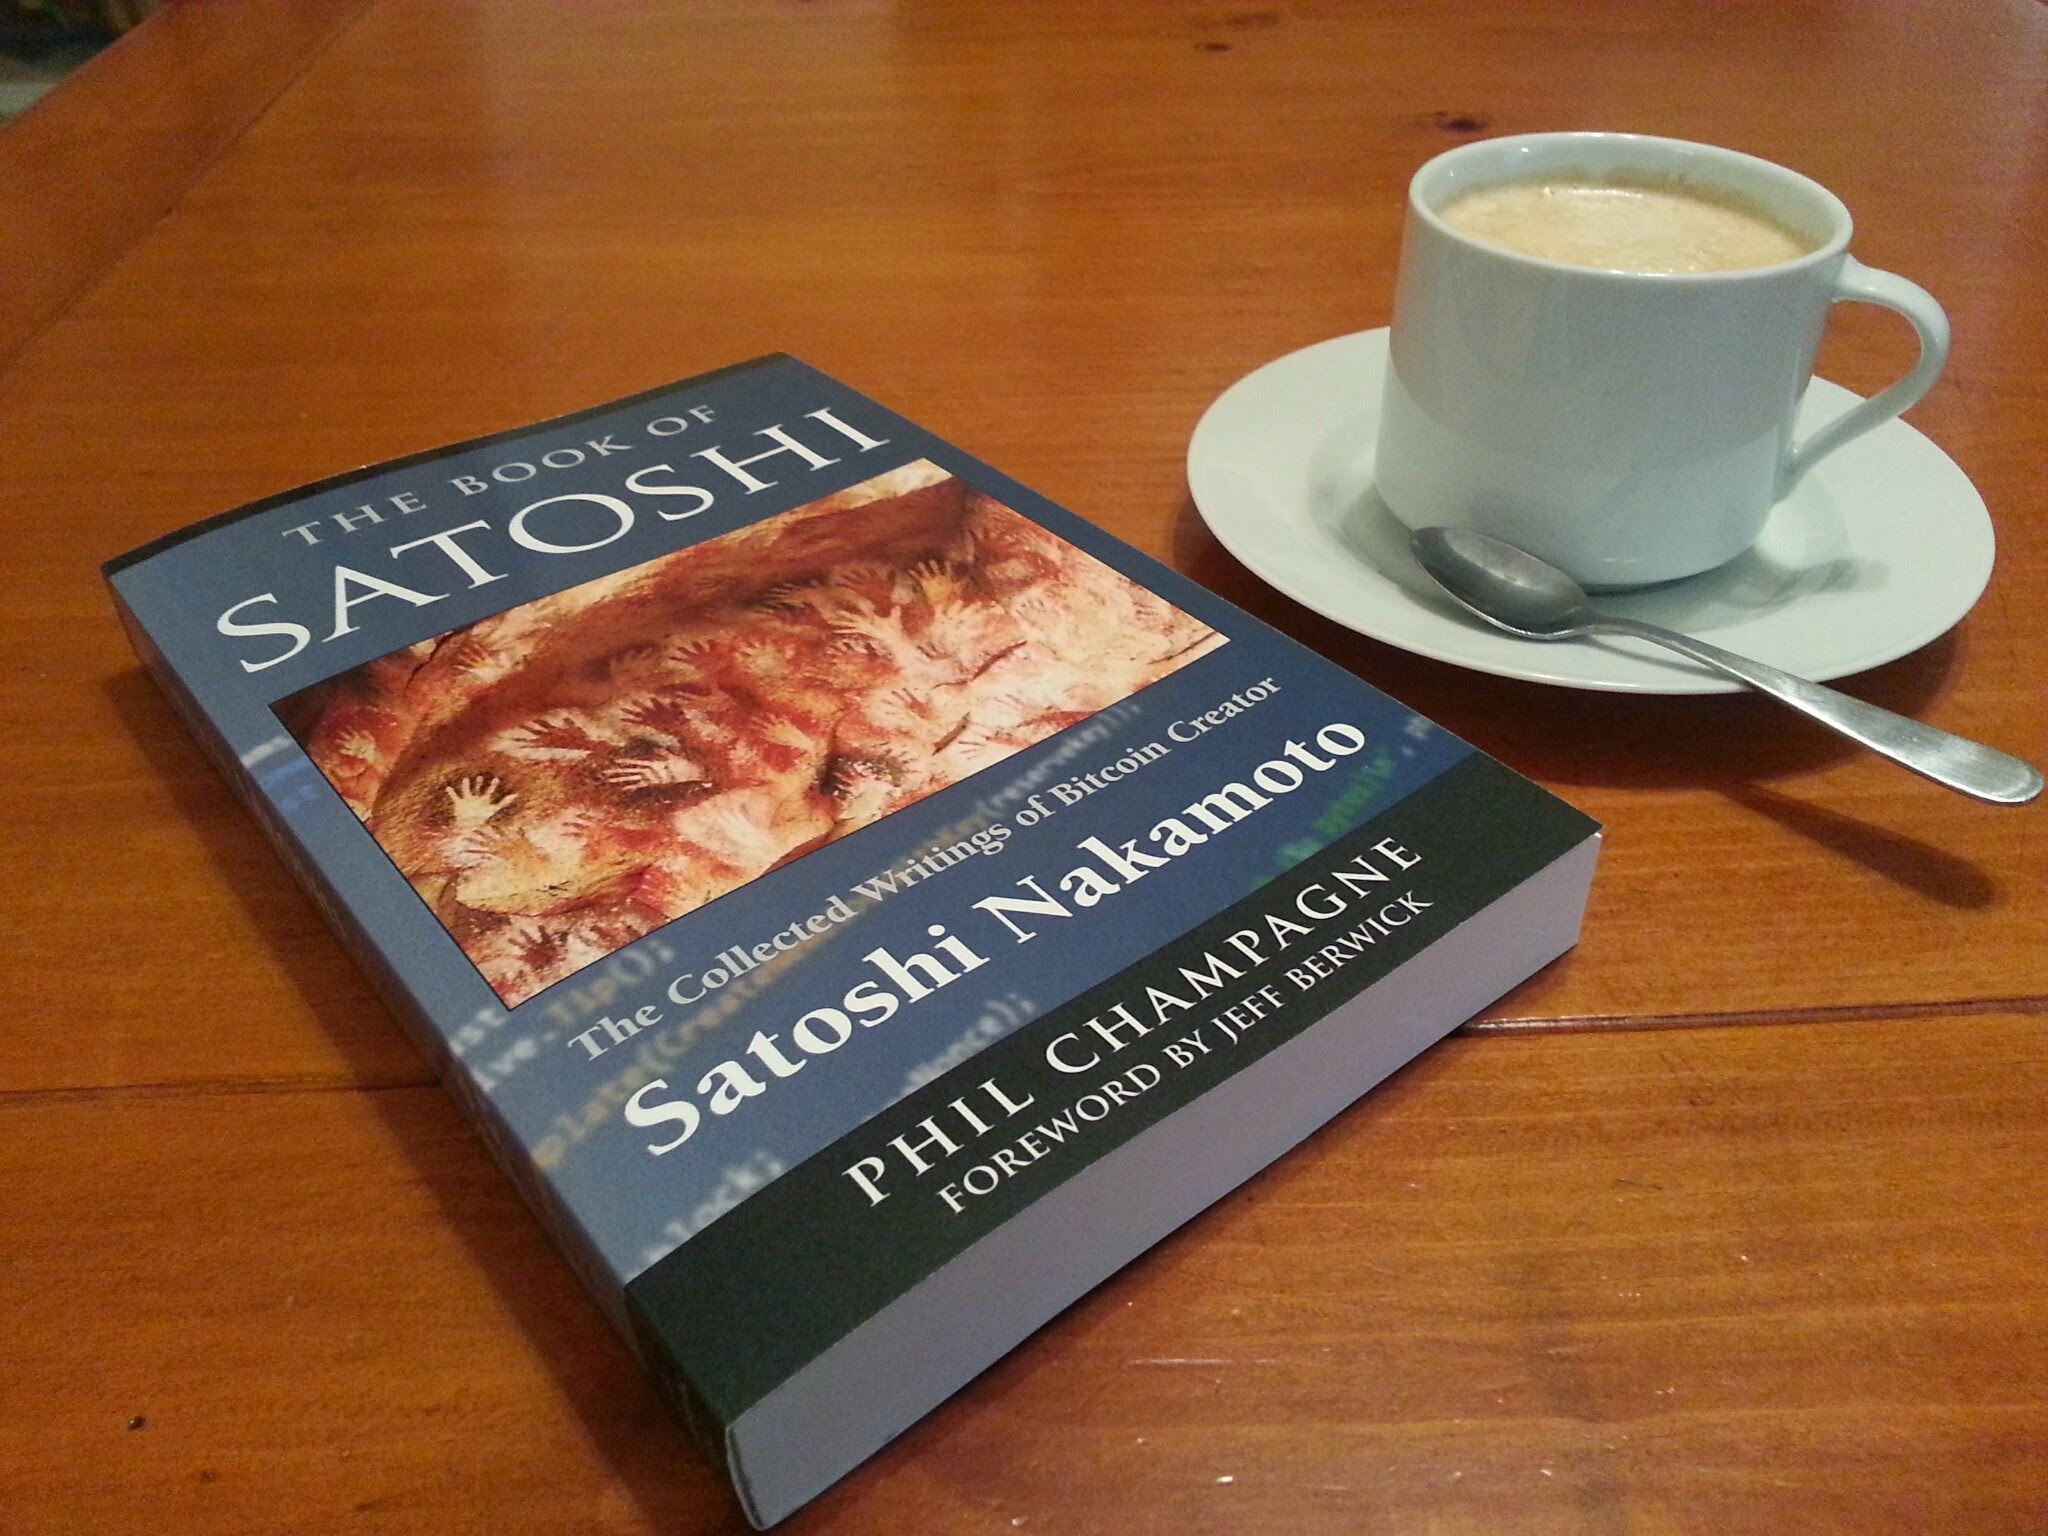 THE BOOK OF
SATOSHI
The Collected Writings of Bitcoin Creator
Satoshi Nakamoto
PHIL CHAMPAGNE
FOREWORD BY JEFF BERWICK